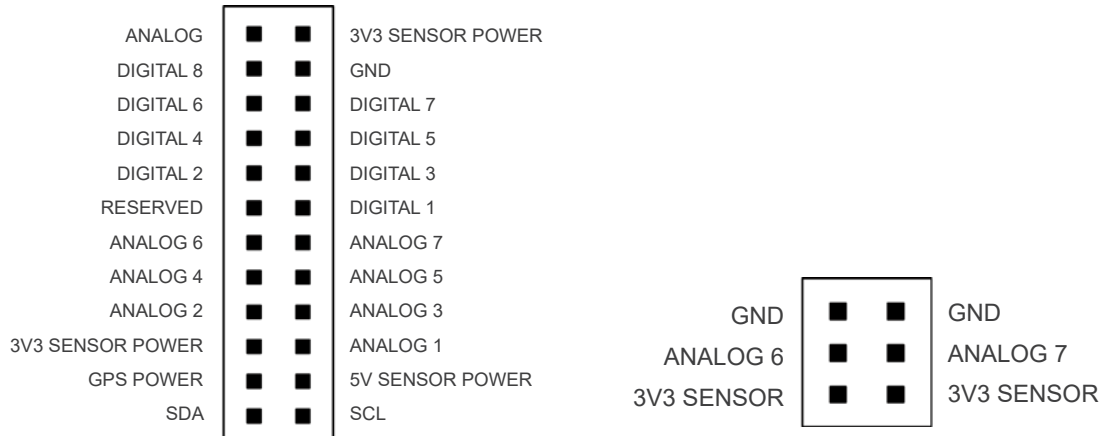 ANALOG 3V3 SENSOR POWER
DIGITAL 8 GND
DIGITAL 6 DIGITAL 7
DIGITAL 4 DIGITAL 5
DIGITAL 2 DIGITAL 3
RESERVED DIGITAL 1
ANALOG 6 ANALOG 7
ANALOG 4 ANALOG 5
ANALOG 2 ANALOG 3
3V3 SENSOR POWER ANALOG 1
GPS POWER 5V SENSOR POWER
SDA SCL
GND GND
ANALOG 6 ANALOG 7
3V3 SENSOR 3V3 SENSOR